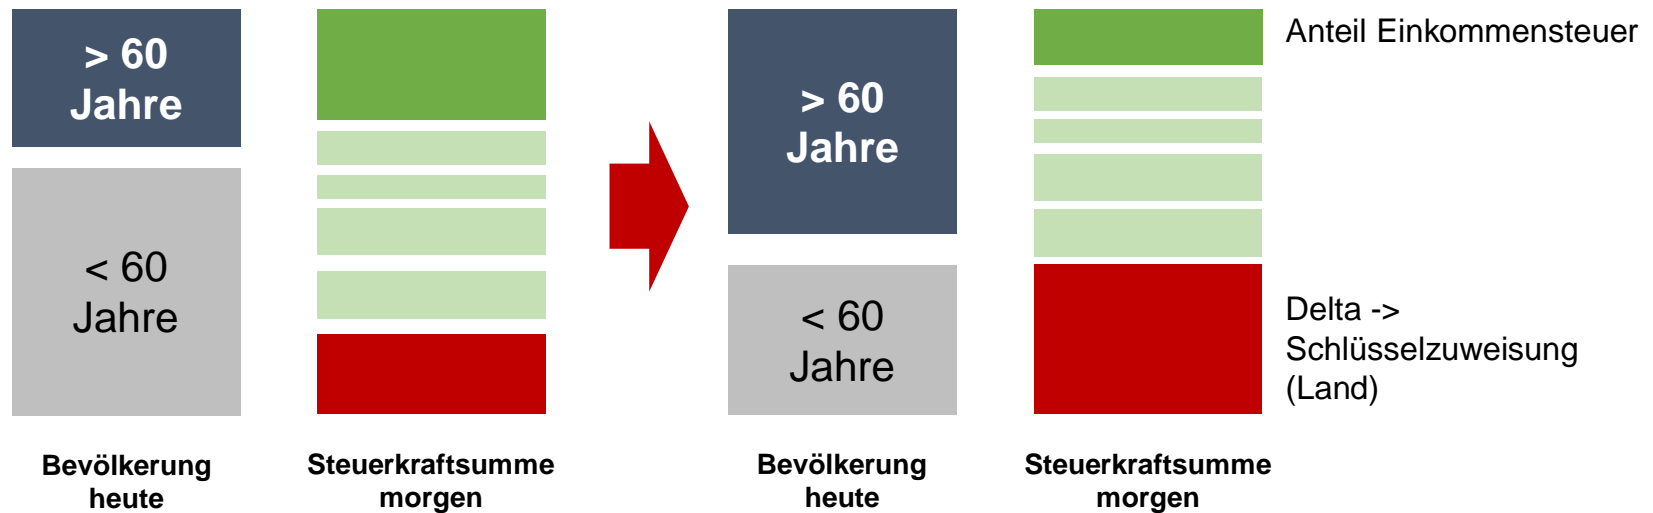 > 60
Jahre
< 60
Jahre
Bevölkerung
heute
Steuerkraftsumme
morgen
> 60
Jahre
< 60
Jahre
Bevölkerung
heute
Steuerkraftsumme
morgen
Anteil Einkommensteuer
Delta ->
Schlüsselzuweisung
(Land)